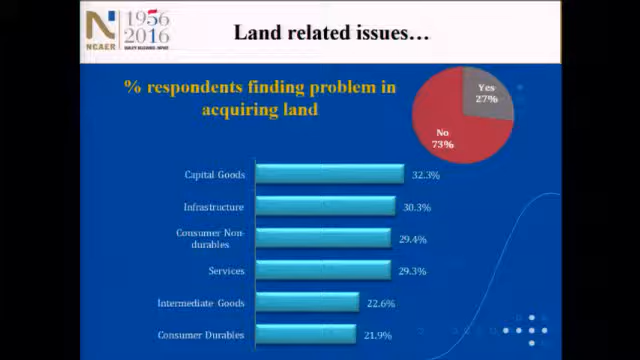 1956
2016
NCAER
Land related issues…
% respondents finding problem in
acquiring land
Yes
27%
No
73%
Capital Goods 32.3%
Infrastructure 30.3%
Consumer Non-
durables 29.4%
Services 29.3%
Intermediate Goods 22.6%
Consumer Durables 21.9%